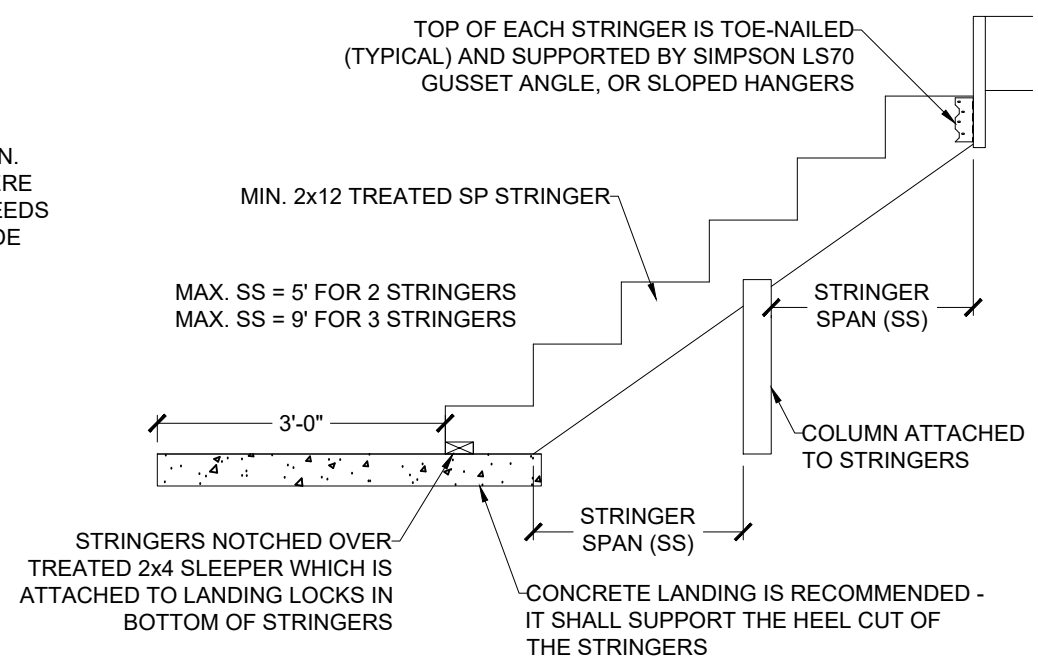 TOP OF EACH STRINGER IS TOE-NAILED
(TYPICAL) AND SUPPORTED BY SIMPSON LS70
GUSSET ANGLE, OR SLOPED HANGERS
N.
ERE
EEDS
DE
MIN. 2x12 TREATED SP STRINGER
MAX. SS = 5' FOR 2 STRINGERS
MAX. SS = 9' FOR 3 STRINGERS
STRINGER
SPAN (SS)
3'-0"
COLUMN ATTACHED
TO STRINGERS
STRINGER
SPAN (SS)
STRINGERS NOTCHED OVER
TREATED 2x4 SLEEPER WHICH IS
ATTACHED TO LANDING LOCKS IN
BOTTOM OF STRINGERS
CONCRETE LANDING IS RECOMMENDED -
IT SHALL SUPPORT THE HEEL CUT OF
THE STRINGERS